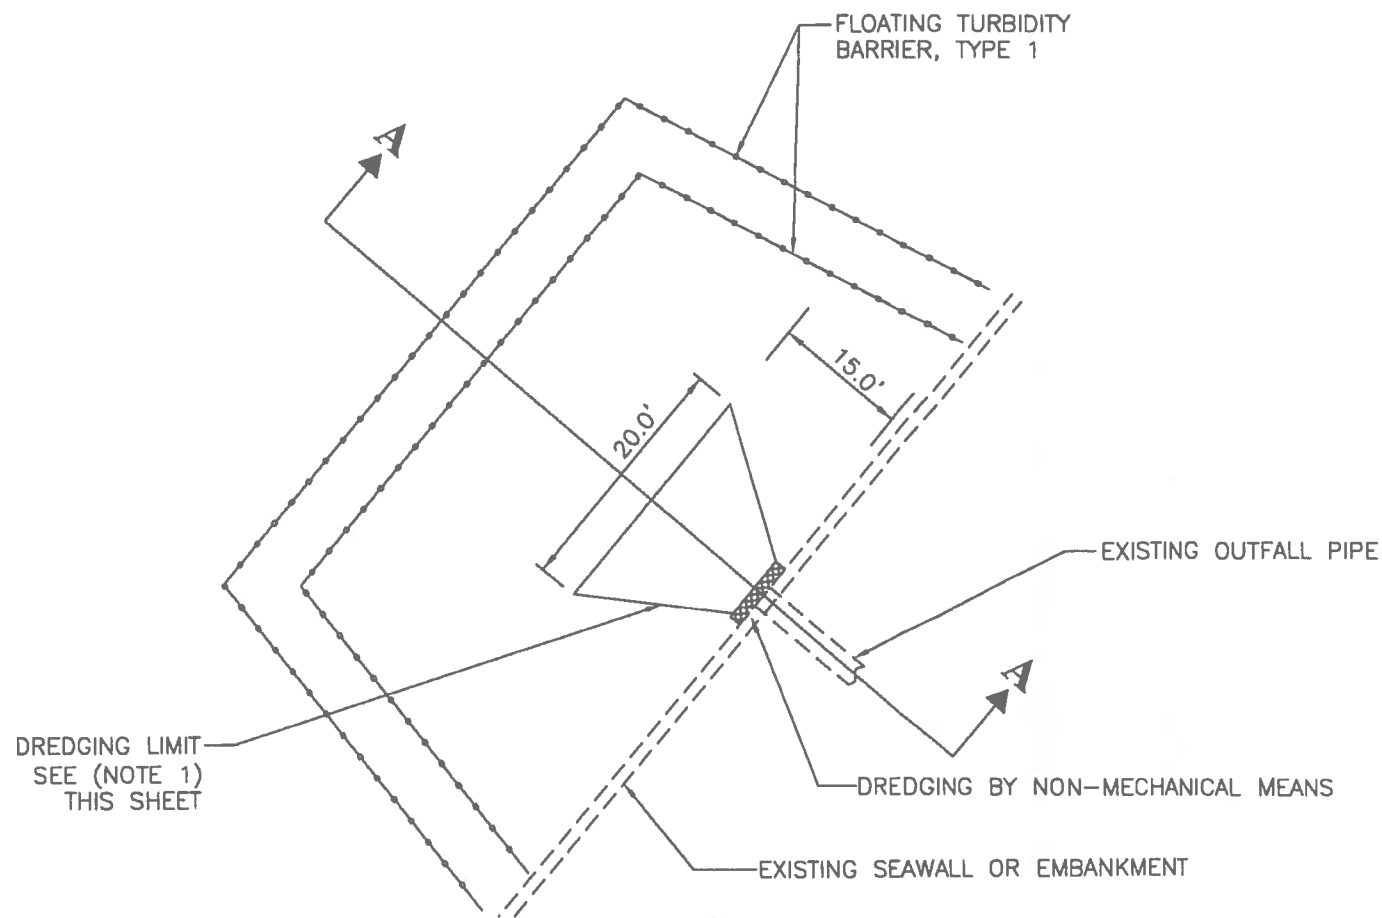 FLOATING TURBIDITY
BARRIER, TYPE 1
A
15.0'
20.0'
EXISTING OUTFALL PIPE
A
DREDGING LIMIT
SEE (NOTE 1)
THIS SHEET
DREDGING BY NON-MECHANICAL MEANS
EXISTING SEAWALL OR EMBANKMENT